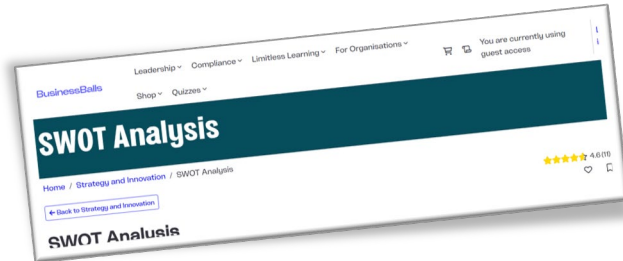 BusinessBalls
Leadership Compliance Limitless Learning For Organisations
You are currently using
guest access
Shop Quizzes
SWOT Analysis
Home / Strategy and Innovation / SWOT Analysis
4.6 (11)
← Back to Strategy and Innovation
SWOT Analysis